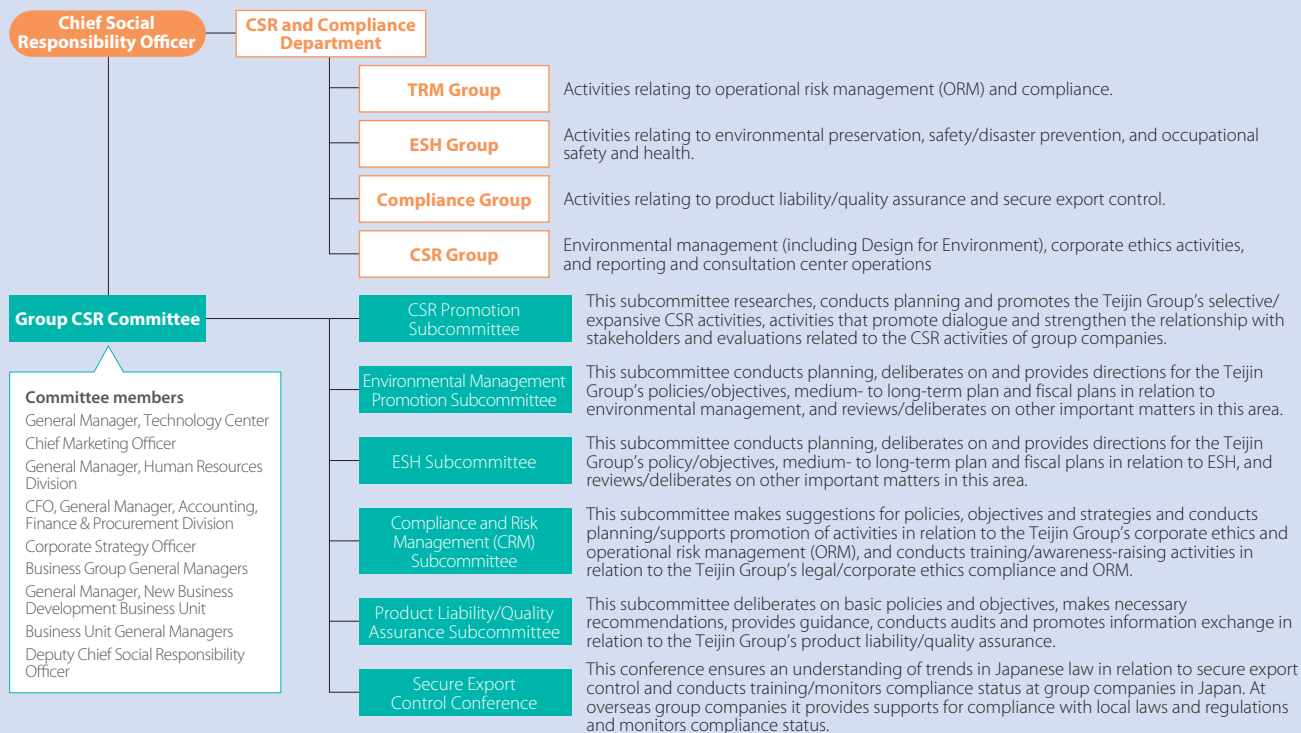 Chief Social
Responsibility Officer
CSR and Compliance
Department
TRM Group
Activities relating to operational risk management (ORM) and compliance.
ESH Group
Activities relating to environmental preservation, safety/disaster prevention, and occupational
safety and health.
Compliance Group
Activities relating to product liability/quality assurance and secure export control.
CSR Group
Environmental management (including Design for Environment), corporate ethics activities,
and reporting and consultation center operations
Group CSR Committee
Committee members
General Manager, Technology Center
Chief Marketing Officer
General Manager, Human Resources
Division
CFO, General Manager, Accounting,
Finance & Procurement Division
Corporate Strategy Officer
Business Group General Managers
General Manager, New Business
Development Business Unit
Business Unit General Managers
Deputy Chief Social Responsibility
Officer
CSR Promotion
Subcommittee
This subcommittee researches, conducts planning and promotes the Teijin Group's selective/
expansive CSR activities, activities that promote dialogue and strengthen the relationship with
stakeholders and evaluations related to the CSR activities of group companies.
Environmental Management
Promotion Subcommittee
This subcommittee conducts planning, deliberates on and provides directions for the Teijin
Group's policies/objectives, medium- to long-term plan and fiscal plans in relation to
environmental management, and reviews/deliberates on other important matters in this area.
ESH Subcommittee
This subcommittee conducts planning, deliberates on and provides directions for the Teijin
Group's policy/objectives, medium- to long-term plan and fiscal plans in relation to ESH, and
reviews/deliberates on other important matters in this area.
Compliance and Risk
Management (CRM)
Subcommittee
This subcommittee makes suggestions for policies, objectives and strategies and conducts
planning/supports promotion of activities in relation to the Teijin Group's corporate ethics and
operational risk management (ORM), and conducts training/awareness-raising activities in
relation to the Teijin Group's legal/corporate ethics compliance and ORM.
Product Liability/Quality
Assurance Subcommittee
This subcommittee deliberates on basic policies and objectives, makes necessary
recommendations, provides guidance, conducts audits and promotes information exchange in
relation to the Teijin Group's product liability/quality assurance.
Secure Export
Control Conference
This conference ensures an understanding of trends in Japanese law in relation to secure export
control and conducts training/monitors compliance status at group companies in Japan. At
overseas group companies it provides supports for compliance with local laws and regulations
and monitors compliance status.